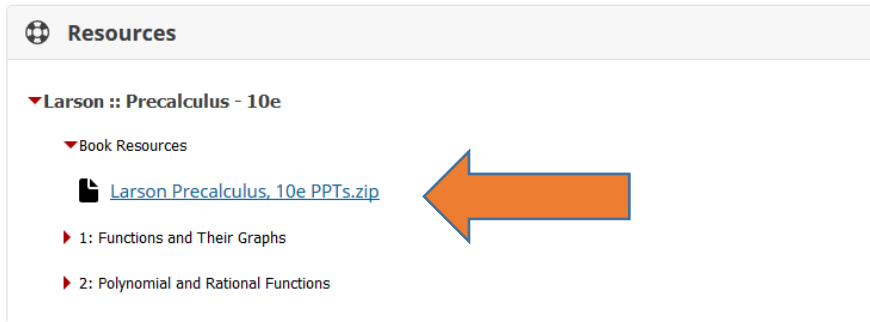 Resources
Larson :: Precalculus - 10e
Book Resources
Larson Precalculus, 10e PPTs.zip
1: Functions and Their Graphs
2: Polynomial and Rational Functions